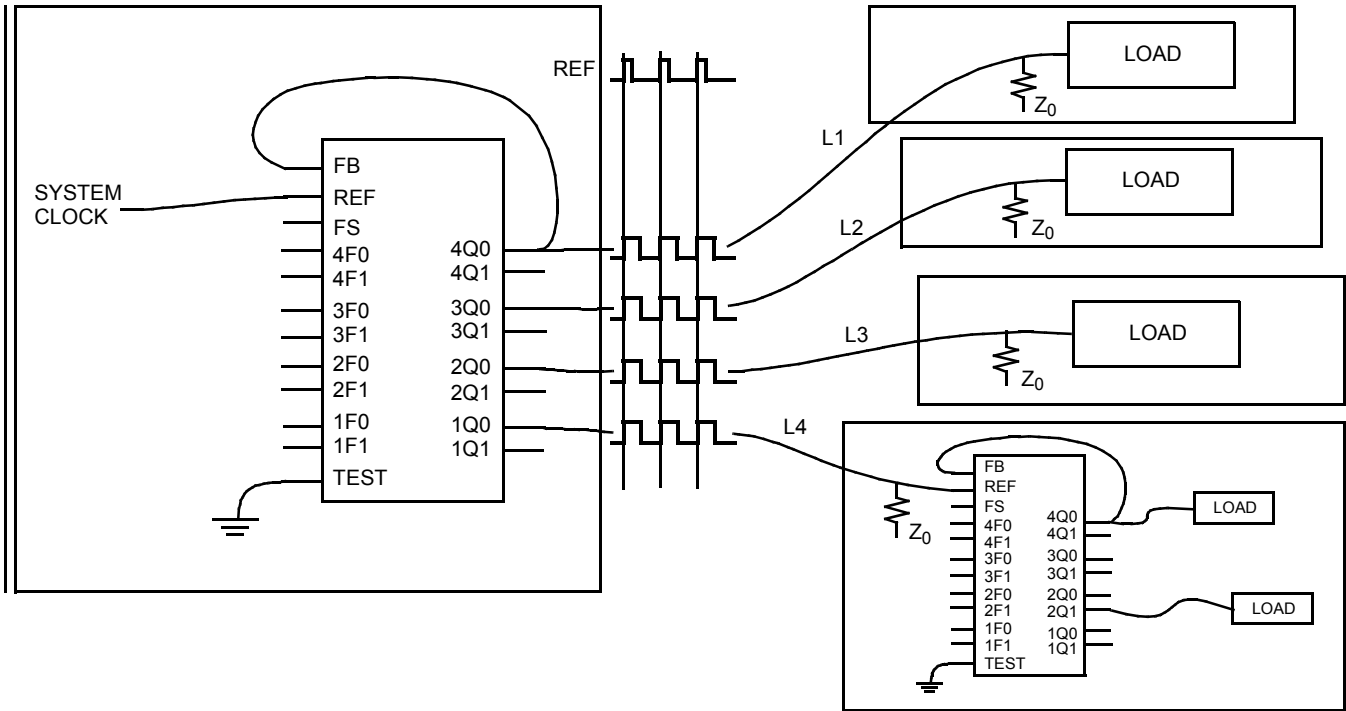 REF
SYSTEM
CLOCK
FB
REF
FS
4F0
4F1
3F0
3F1
2F0
2F1
1F0
1F1
TEST
4Q0
4Q1
3Q0
3Q1
2Q0
2Q1
1Q0
1Q1
L1
L2
L3
L4
LOAD
Z0
LOAD
Z0
LOAD
Z0
Z0
FB
REF
FS
4F0
4F1
3F0
3F1
2F0
2F1
1F0
1F1
TEST
4Q0
4Q1
3Q0
3Q1
2Q0
2Q1
1Q0
1Q1
LOAD
LOAD